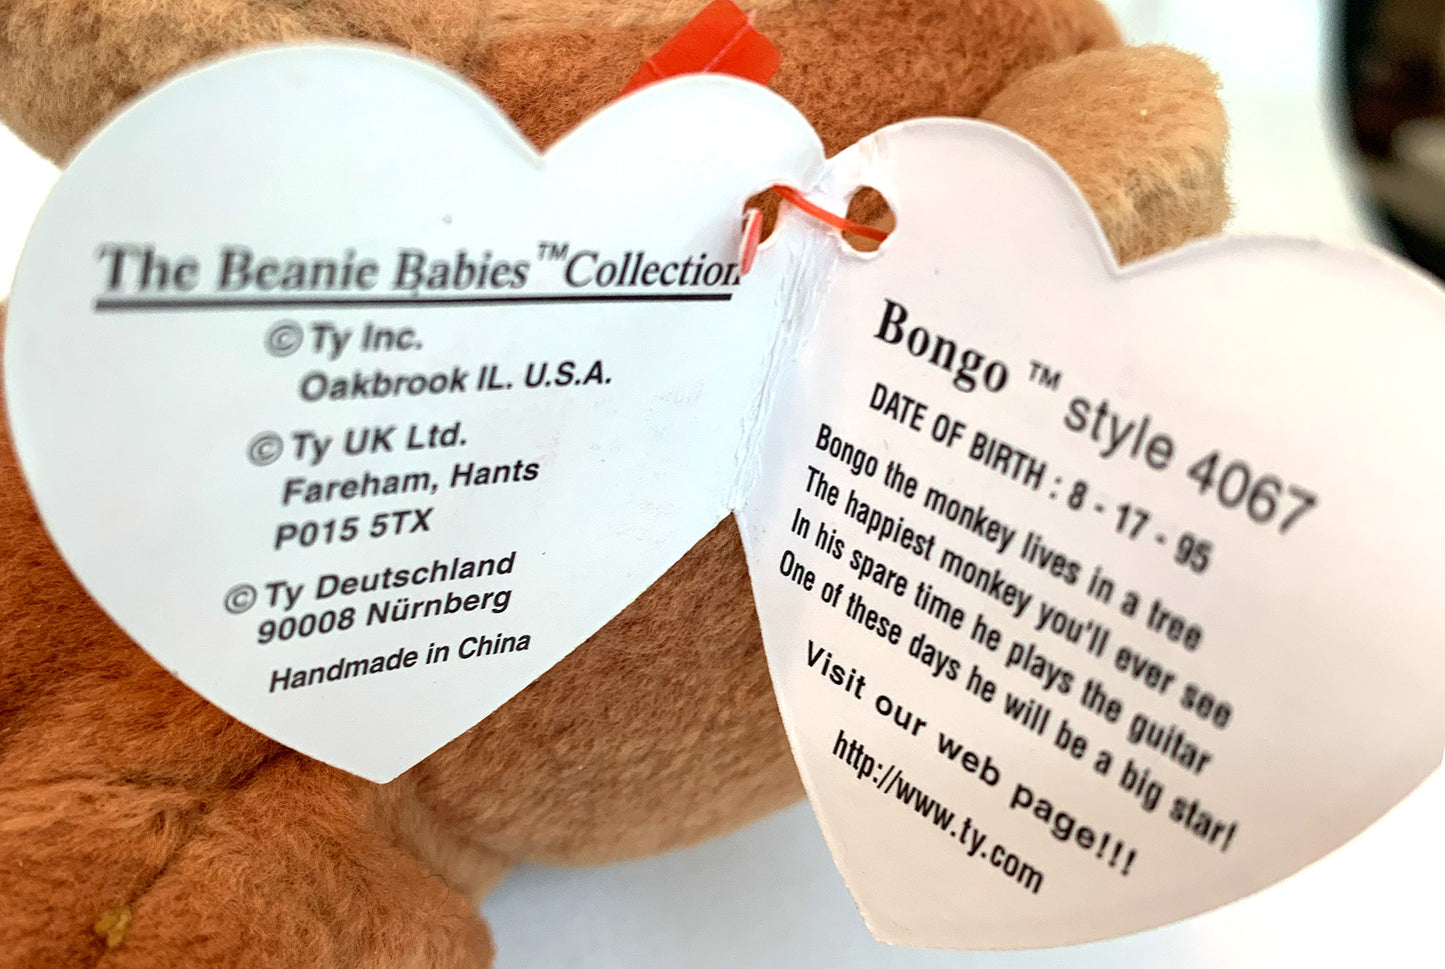 The Beanie Babies™Collection
©Ty Inc.
Oakbrook IL. U.S.A.
©Ty UK Ltd.
Fareham, Hants
P015 5TX
©Ty Deutschland
90008 Nürnberg
Handmade in China
Bongo ™ style 4067
DATE OF BIRTH : 8 - 17 - 95
Bongo the monkey lives in a tree
The happiest monkey you'll ever see
In his spare time he plays the guitar
One of these days he will be a big star!
Visit our web page!!!
http://www.ty.com